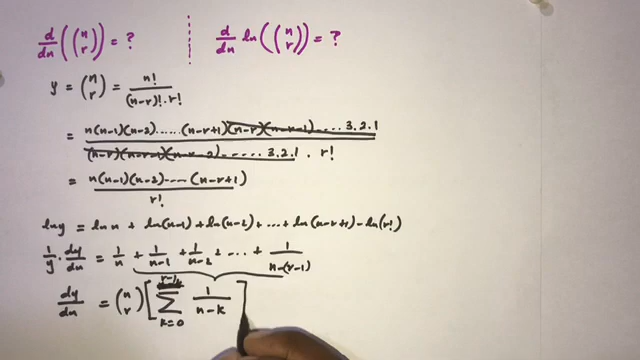 d/dn (( n r )) = ?
d/dn ln (( n r )) = ?
y = ( n r ) = n! / (n-r)! · r!
= n(n-1)(n-2) ...... (n-r+1)(n-r)(n-r-1) .... 3.2.1 / (n-r)(n-r-1)(n-r-2) ..... 3.2.1 · r!
= n(n-1)(n-2) ---- (n-r+1) / r!
ln y = ln n + ln(n-1) + ln(n-2) + ... + ln(n-r+1) - ln(r!)
1/y · dy/dn = 1/n + 1/n-1 + 1/n-2 + ... + 1/n-(r-1)
dy/dn = ( n r ) [ r-1 Σ k=0 1/n-k ]